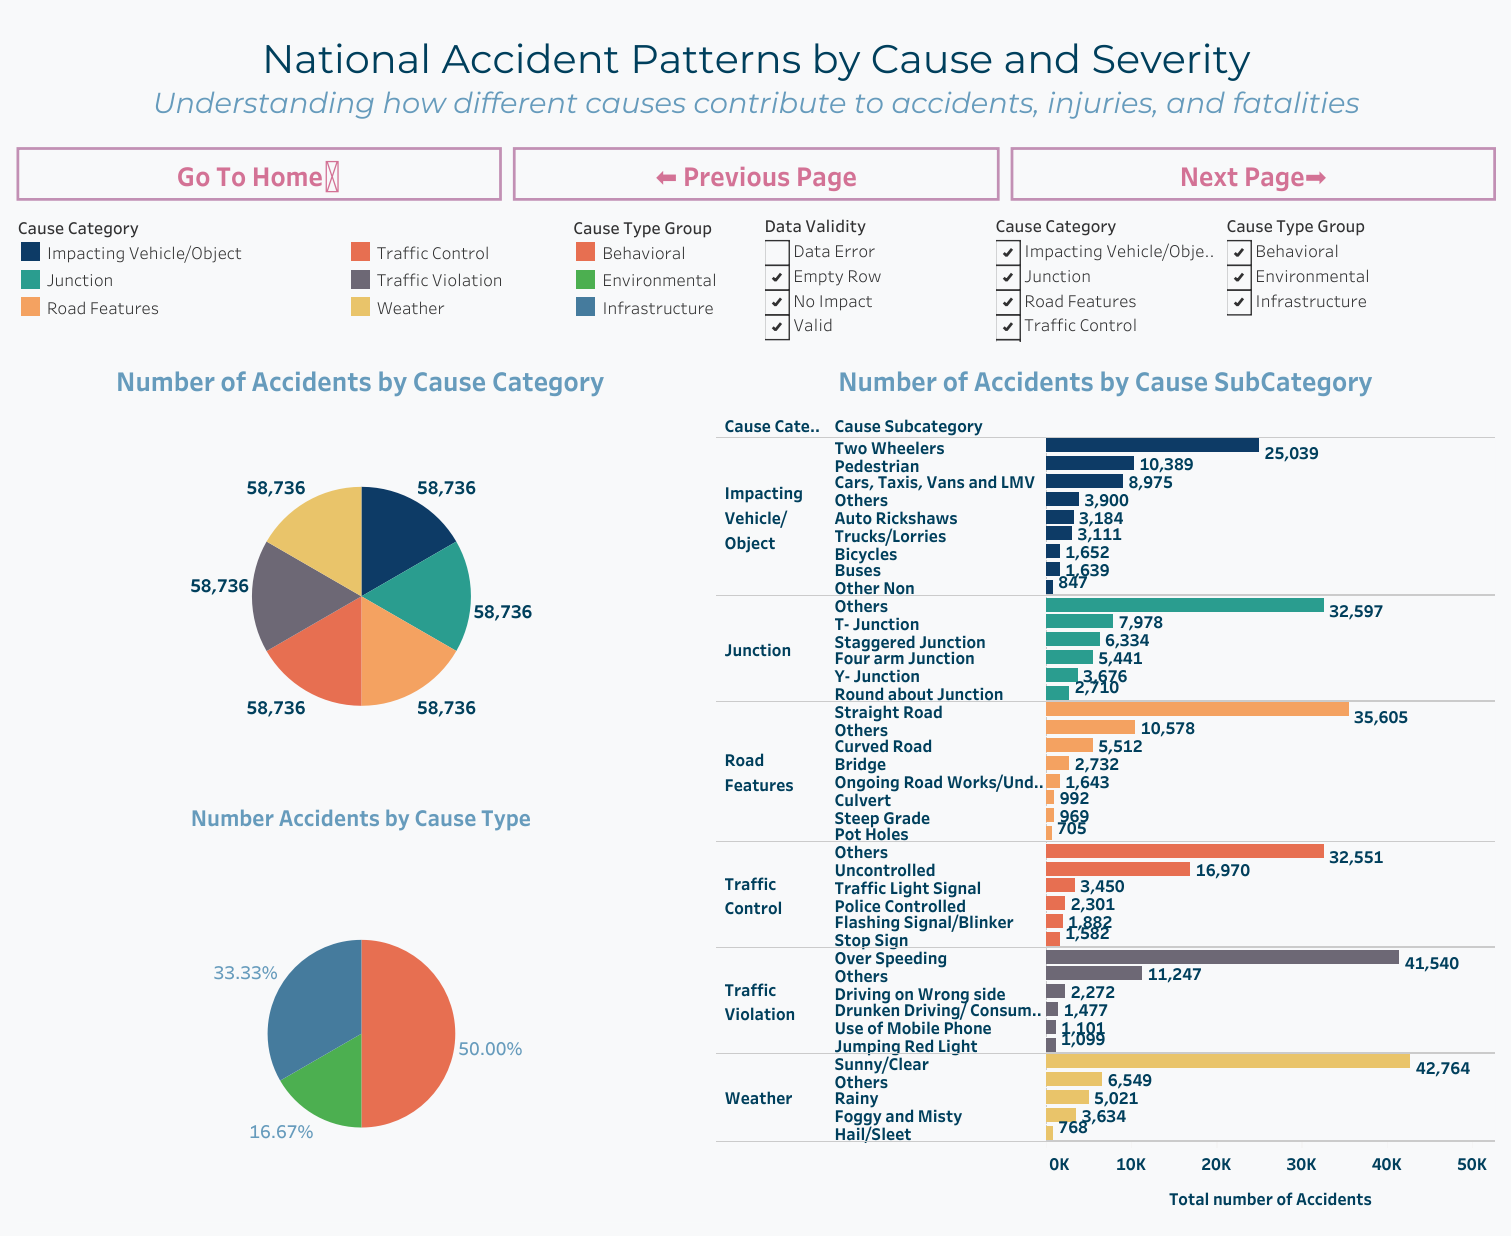 National Accident Patterns by Cause and Severity
Understanding how different causes contribute to accidents, injuries, and fatalities
Go To Home
⬅ Previous Page
Next Page➡
Cause Category
Impacting Vehicle/Object
Junction
Road Features
Traffic Control
Traffic Violation
Weather
Cause Type Group
Behavioral
Environmental
Infrastructure
Data Validity
Data Error
Empty Row
No Impact
Valid
Cause Category
Impacting Vehicle/Obje..
Junction
Road Features
Traffic Control
Cause Type Group
Behavioral
Environmental
Infrastructure
Number of Accidents by Cause Category
58,736
58,736
58,736
58,736
58,736
58,736
Number Accidents by Cause Type
33.33%
50.00%
16.67%
Number of Accidents by Cause SubCategory
Cause Cate.. Cause Subcategory
Impacting
Vehicle/
Object
Two Wheelers 25,039
Pedestrian 10,389
Cars, Taxis, Vans and LMV 8,975
Others 3,900
Auto Rickshaws 3,184
Trucks/Lorries 3,111
Bicycles 1,652
Buses 1,639
Other Non 847
Junction
Others 32,597
T- Junction 7,978
Staggered Junction 6,334
Four arm Junction 5,441
Y- Junction 3,676
Round about Junction 2,710
Road
Features
Straight Road 35,605
Others 10,578
Curved Road 5,512
Bridge 2,732
Ongoing Road Works/Und.. 1,643
Culvert 992
Steep Grade 969
Pot Holes 705
Traffic
Control
Others 32,551
Uncontrolled 16,970
Traffic Light Signal 3,450
Police Controlled 2,301
Flashing Signal/Blinker 1,882
Stop Sign 1,582
Traffic
Violation
Over Speeding 41,540
Others 11,247
Driving on Wrong side 2,272
Drunken Driving/ Consum.. 1,477
Use of Mobile Phone 1,101
Jumping Red Light 1,099
Weather
Sunny/Clear 42,764
Others 6,549
Rainy 5,021
Foggy and Misty 3,634
Hail/Sleet 768
0K 10K 20K 30K 40K 50K
Total number of Accidents